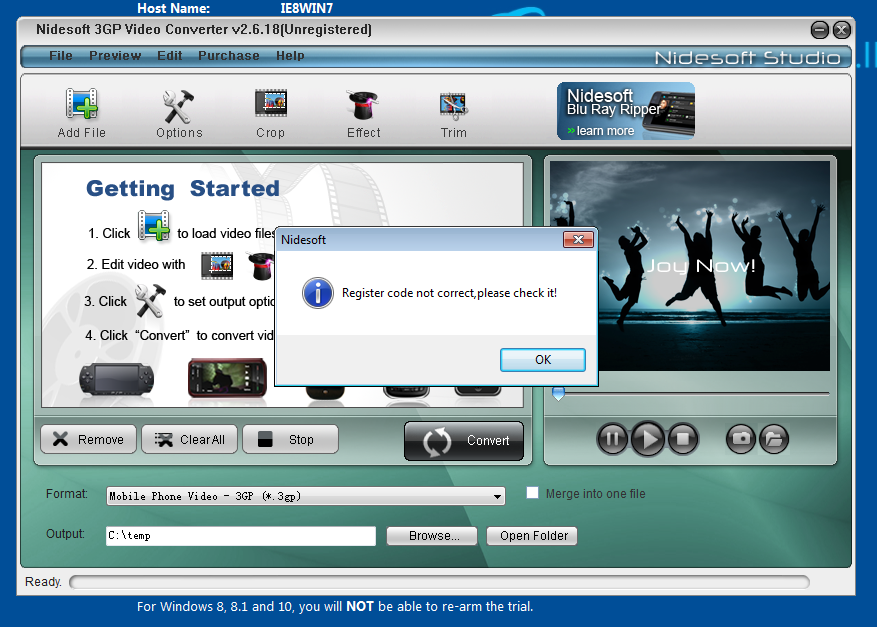 Host Name: IE8WIN7
Nidesoft 3GP Video Converter v2.6.18(Unregistered)
File Preview Edit Purchase Help
Nidesoft Studio
Add File Options Crop Effect Trim
Nidesoft
Blu Ray Ripper
» learn more
Getting Started
1. Click to load video files
2. Edit video with
3. Click to set output optio
4. Click “Convert” to convert vid
Joy Now!
Nidesoft
Register code not correct,please check it!
OK
Remove Clear All Stop Convert
Format: Mobile Phone Video - 3GP (*.3gp) Merge into one file
Output: C:\temp Browse... Open Folder
Ready.
For Windows 8, 8.1 and 10, you will NOT be able to re-arm the trial.